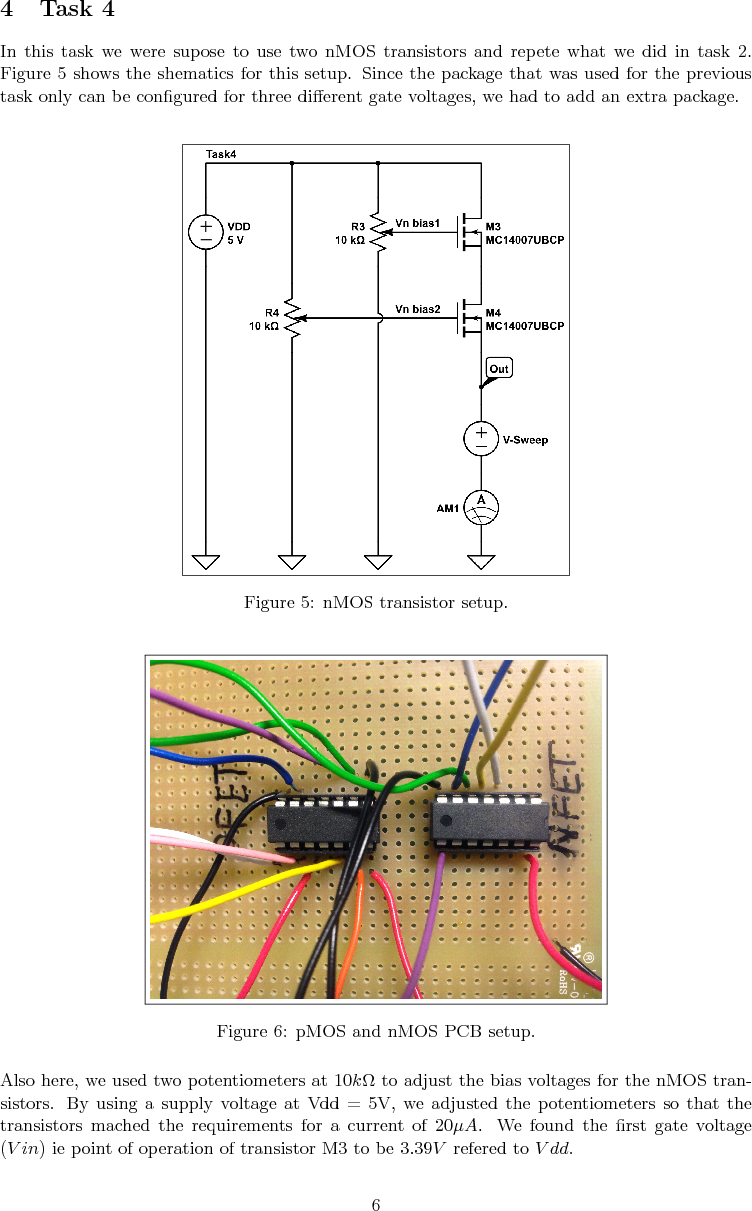 4 Task 4
In this task we were supose to use two nMOS transistors and repete what we did in task 2.
Figure 5 shows the shematics for this setup. Since the package that was used for the previous
task only can be configured for three different gate voltages, we had to add an extra package.
Task4
VDD
5 V
R3
10 kΩ
Vn bias1
M3
MC14007UBCP
R4
10 kΩ
Vn bias2
M4
MC14007UBCP
Out
V-Sweep
A
AM1
Figure 5: nMOS transistor setup.
NFET
RoHS
Figure 6: pMOS and nMOS PCB setup.
Also here, we used two potentiometers at 10kΩ to adjust the bias voltages for the nMOS tran-
sistors. By using a supply voltage at Vdd = 5V, we adjusted the potentiometers so that the
transistors mached the requirements for a current of 20μA. We found the first gate voltage
(Vin) ie point of operation of transistor M3 to be 3.39V refered to Vdd.
6